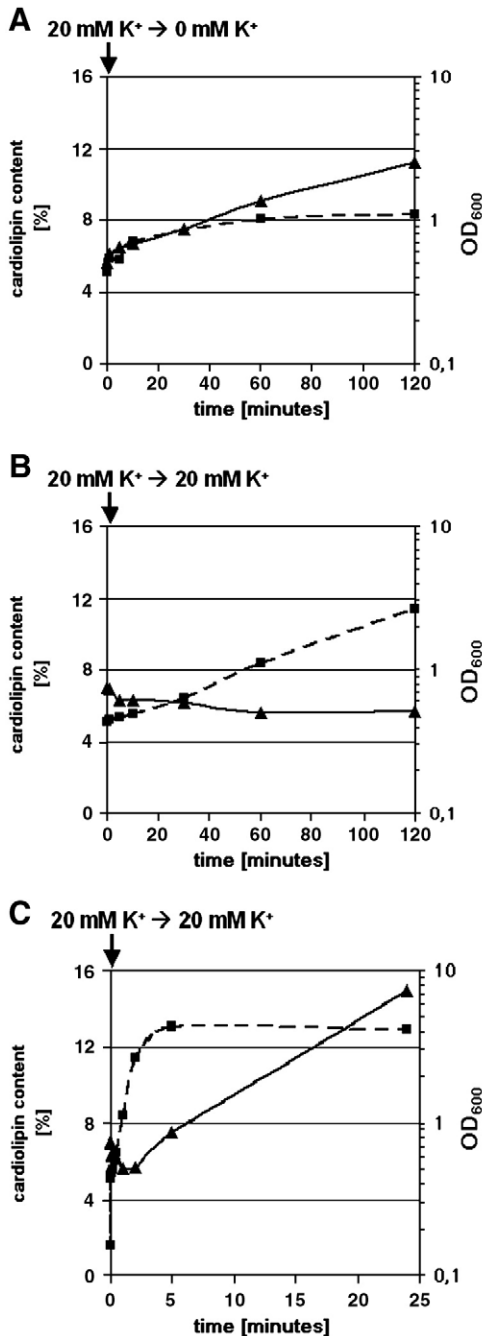 A
20 mM K⁺ → 0 mM K⁺
16
12
8
4
0
cardiolipin content
[%]
10
1
0,1
OD₆₀₀
0 20 40 60 80 100 120
time [minutes]
B
20 mM K⁺ → 20 mM K⁺
16
12
8
4
0
cardiolipin content
[%]
10
1
0,1
OD₆₀₀
0 20 40 60 80 100 120
time [minutes]
C
20 mM K⁺ → 20 mM K⁺
16
12
8
4
0
cardiolipin content
[%]
10
1
0,1
OD₆₀₀
0 5 10 15 20 25
time [minutes]